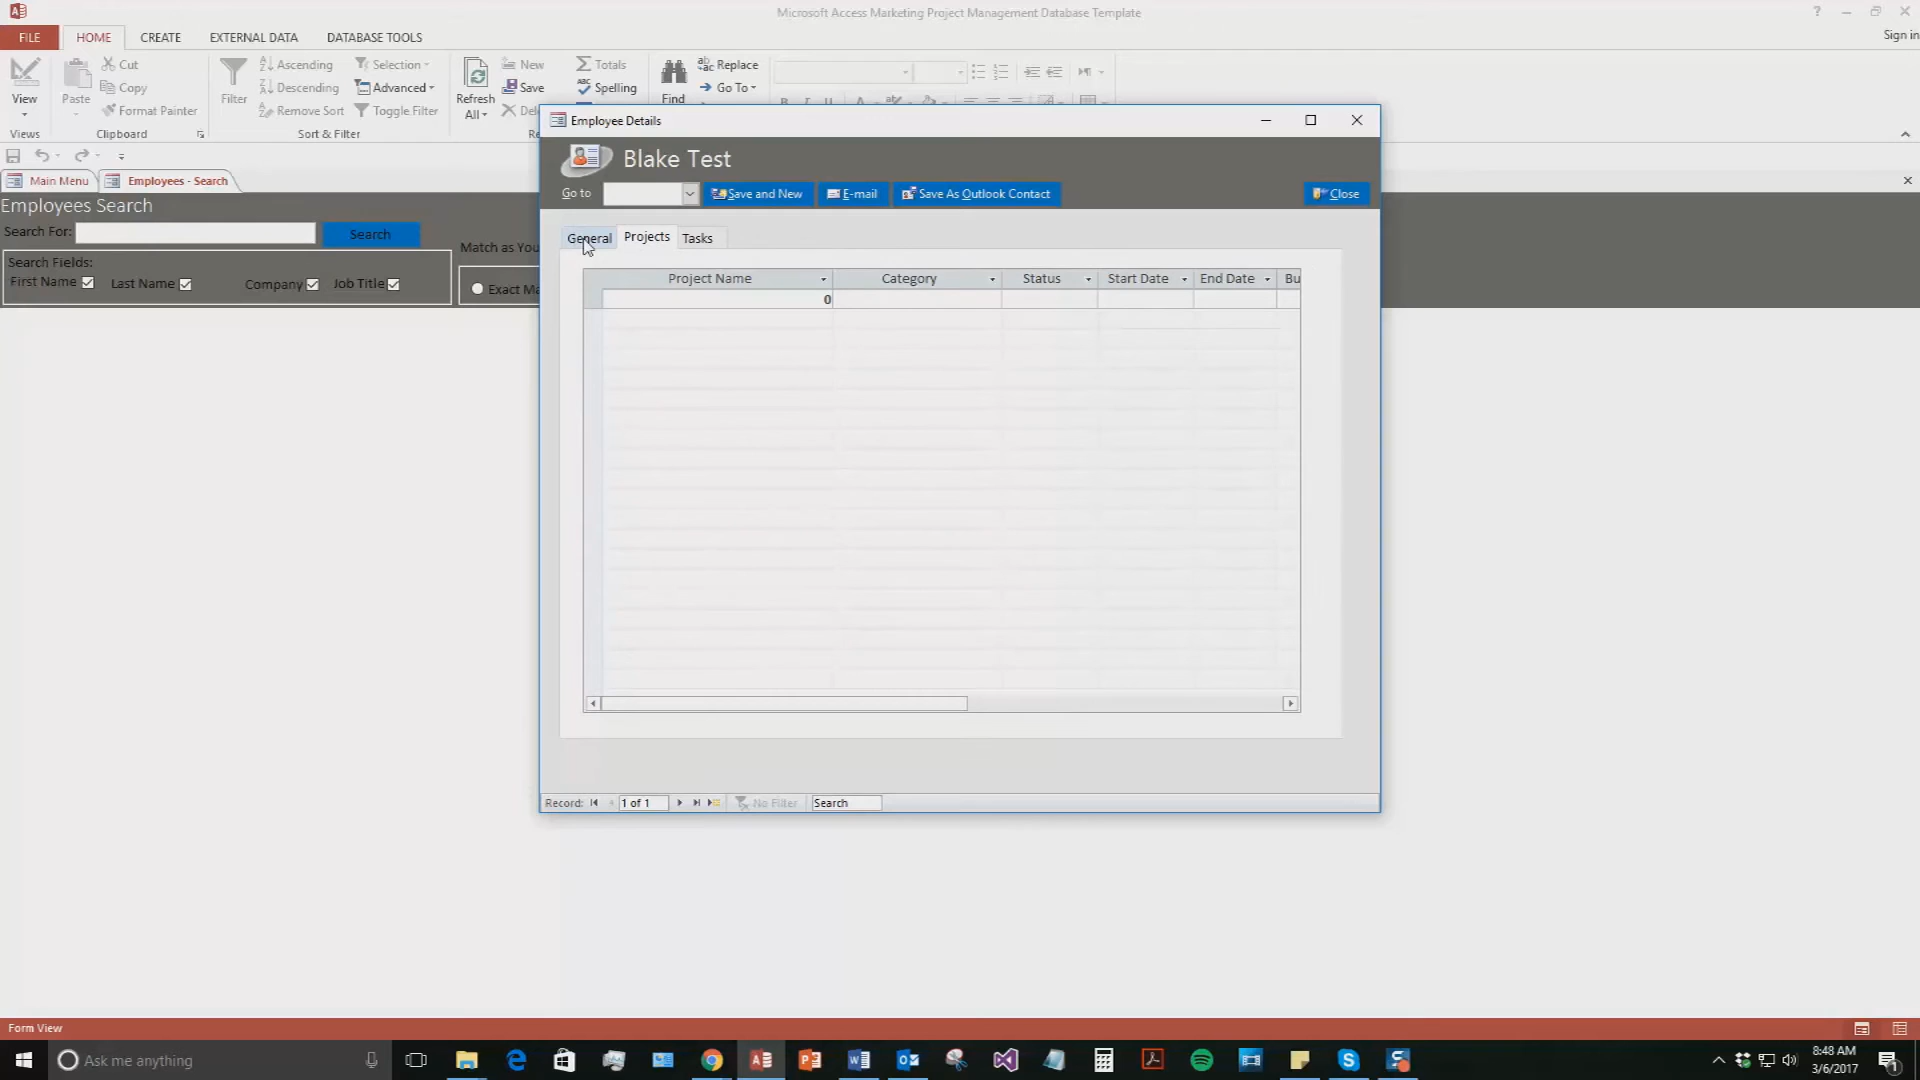 Microsoft Access Marketing Project Management Database Template
FILE HOME CREATE EXTERNAL DATA DATABASE TOOLS
Sign in
View
Views
Paste
Cut
Copy
Format Painter
Clipboard
Filter
Ascending
Descending
Remove Sort
Selection
Advanced
Toggle Filter
Sort & Filter
Refresh
All
New
Save
Totals
Spelling
Find
Replace
Go To
Main Menu
Employees - Search
Employees Search
Search For:
Search
Search Fields:
First Name
Last Name
Company
Job Title
Match as You
Exact Ma
Employee Details
Blake Test
Go to
Save and New
E-mail
Save As Outlook Contact
Close
General Projects Tasks
Project Name Category Status Start Date End Date Bu
0
Record: 1 of 1 No Filter Search
Form View
Ask me anything
8:48 AM
3/6/2017